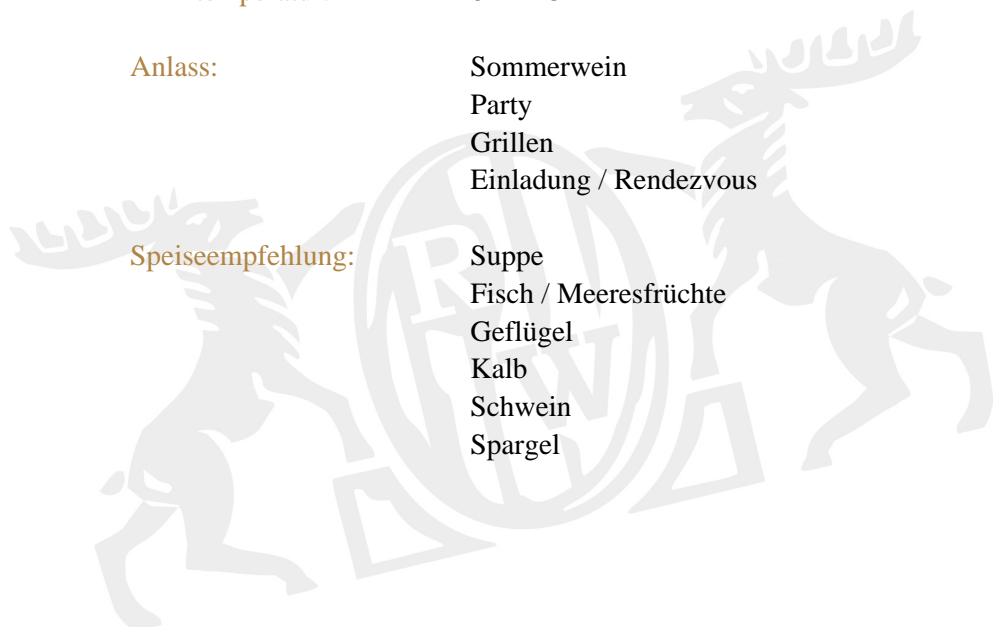 Anlass: Sommerwein
Party
Grillen
Einladung / Rendezvous
Speiseempfehlung: Suppe
Fisch / Meeresfrüchte
Geflügel
Kalb
Schwein
Spargel
R
W